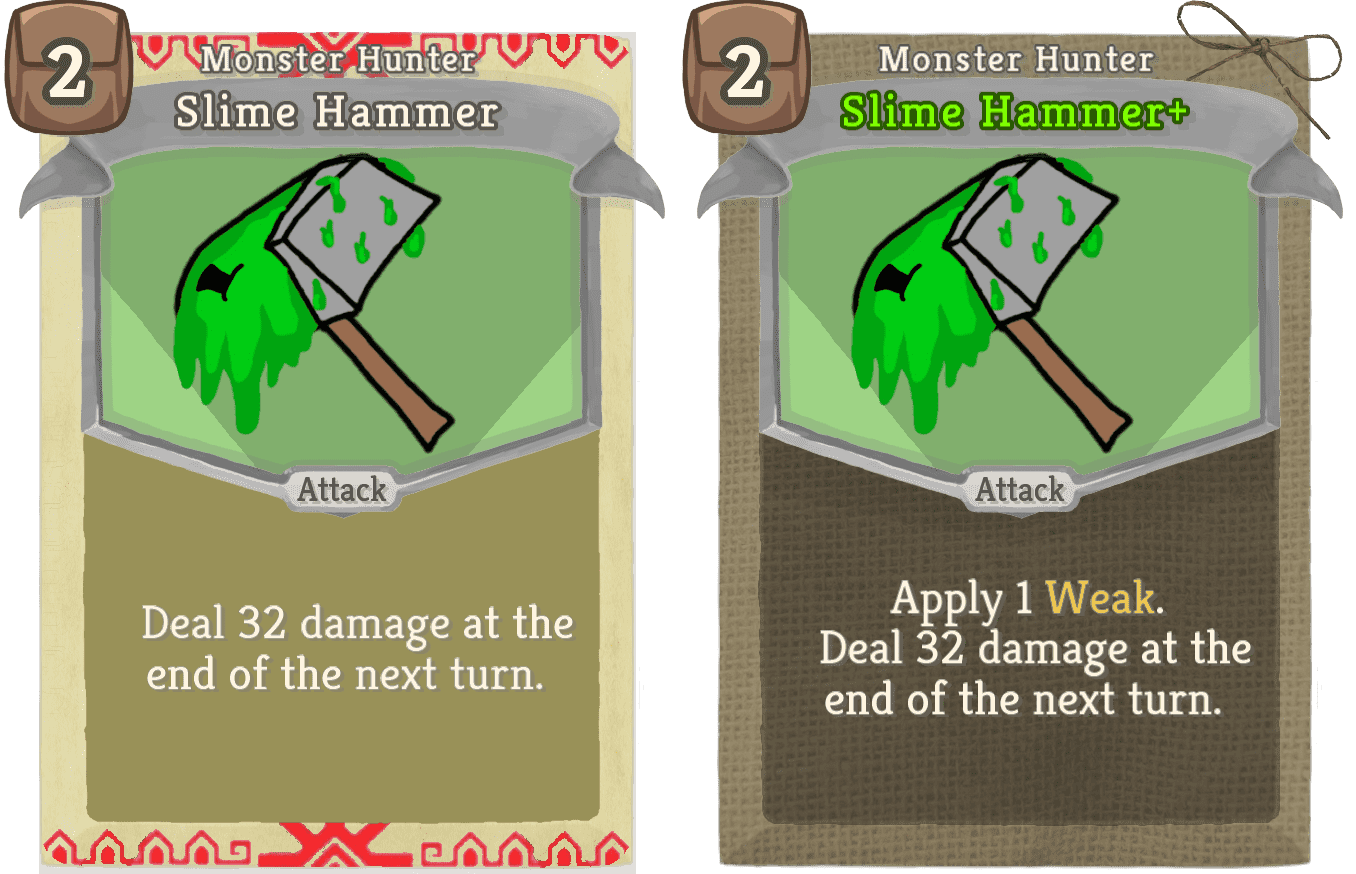 2
Monster Hunter
Slime Hammer
Attack
Deal 32 damage at the
end of the next turn.
2
Monster Hunter
Slime Hammer+
Attack
Apply 1 Weak.
Deal 32 damage at the
end of the next turn.